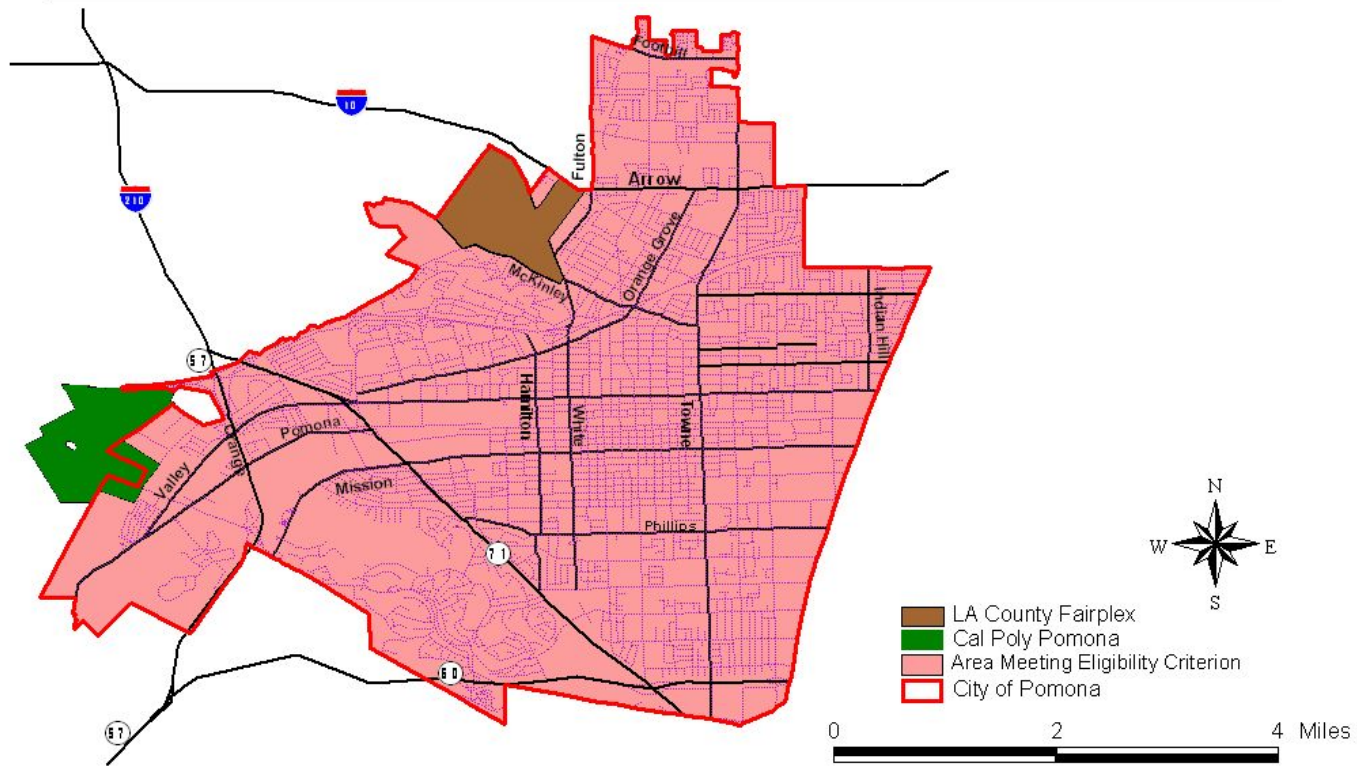 Foothill
10
Fulton
Arrow
210
Orange Grove
McKinley
Indian Hill
57
Hamilton
White
Towne
Pomona
Orange
Valley
Mission
Phillips
71
60
57
N
W E
S
LA County Fairplex
Cal Poly Pomona
Area Meeting Eligibility Criterion
City of Pomona
0 2 4 Miles